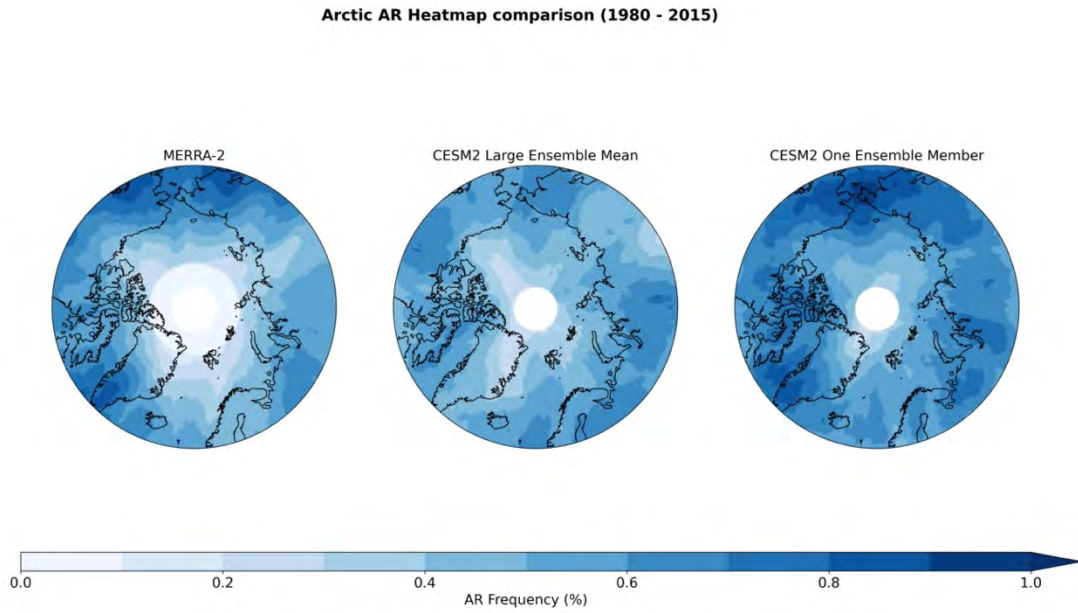 Arctic AR Heatmap comparison (1980 - 2015)
MERRA-2
CESM2 Large Ensemble Mean
CESM2 One Ensemble Member
0.0 0.2 0.4 0.6 0.8 1.0
AR Frequency (%)